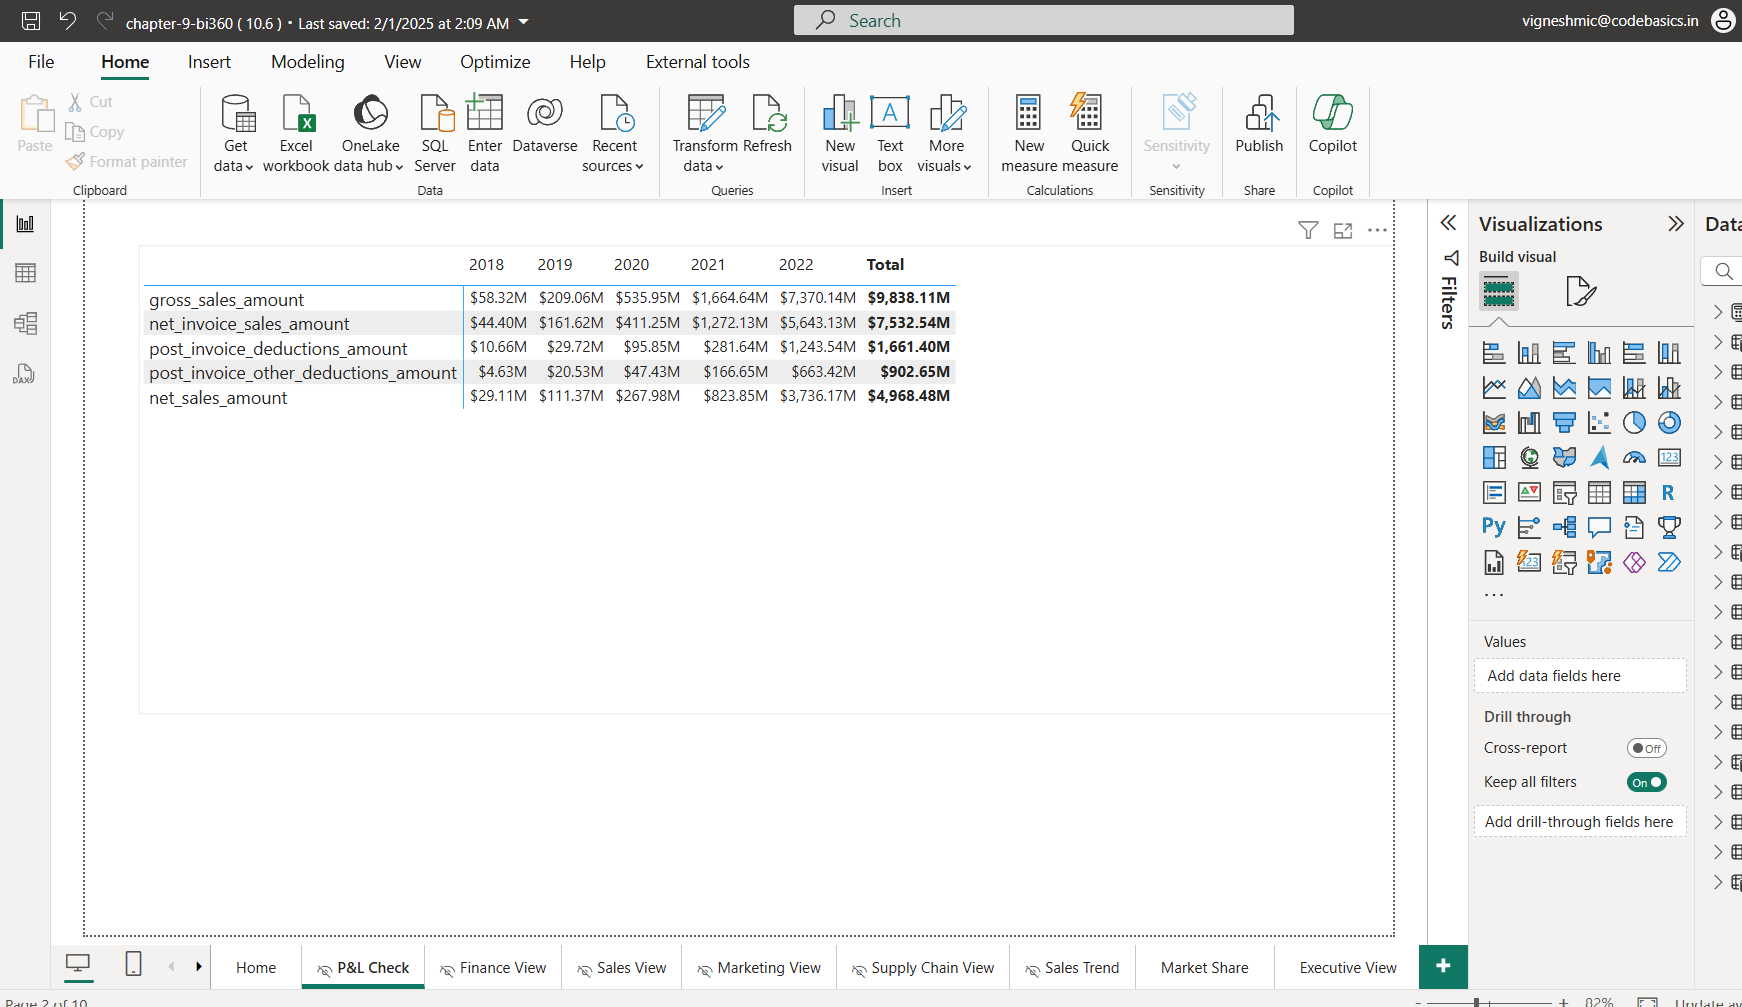 chapter-9-bi360 ( 10.6 ) • Last saved: 2/1/2025 at 2:09 AM
Search
vigneshmic@codebasics.in
File Home Insert Modeling View Optimize Help External tools
Paste
Cut
Copy
Format painter
Clipboard
Get data
Excel workbook
OneLake data hub
SQL Server
Enter data
Dataverse
Recent sources
Data
Transform data
Refresh
Queries
New visual
Text box
More visuals
Insert
New measure
Quick measure
Calculations
Sensitivity
Sensitivity
Publish
Share
Copilot
Copilot
2018 2019 2020 2021 2022 Total
gross_sales_amount $58.32M $209.06M $535.95M $1,664.64M $7,370.14M $9,838.11M
net_invoice_sales_amount $44.40M $161.62M $411.25M $1,272.13M $5,643.13M $7,532.54M
post_invoice_deductions_amount $10.66M $29.72M $95.85M $281.64M $1,243.54M $1,661.40M
post_invoice_other_deductions_amount $4.63M $20.53M $47.43M $166.65M $663.42M $902.65M
net_sales_amount $29.11M $111.37M $267.98M $823.85M $3,736.17M $4,968.48M
Filters
Visualizations
Build visual
123
R
Py
123
...
Values
Add data fields here
Drill through
Cross-report Off
Keep all filters On
Add drill-through fields here
Data
DAX
Home P&L Check Finance View Sales View Marketing View Supply Chain View Sales Trend Market Share Executive View
Page 2 of 10
- + 82%